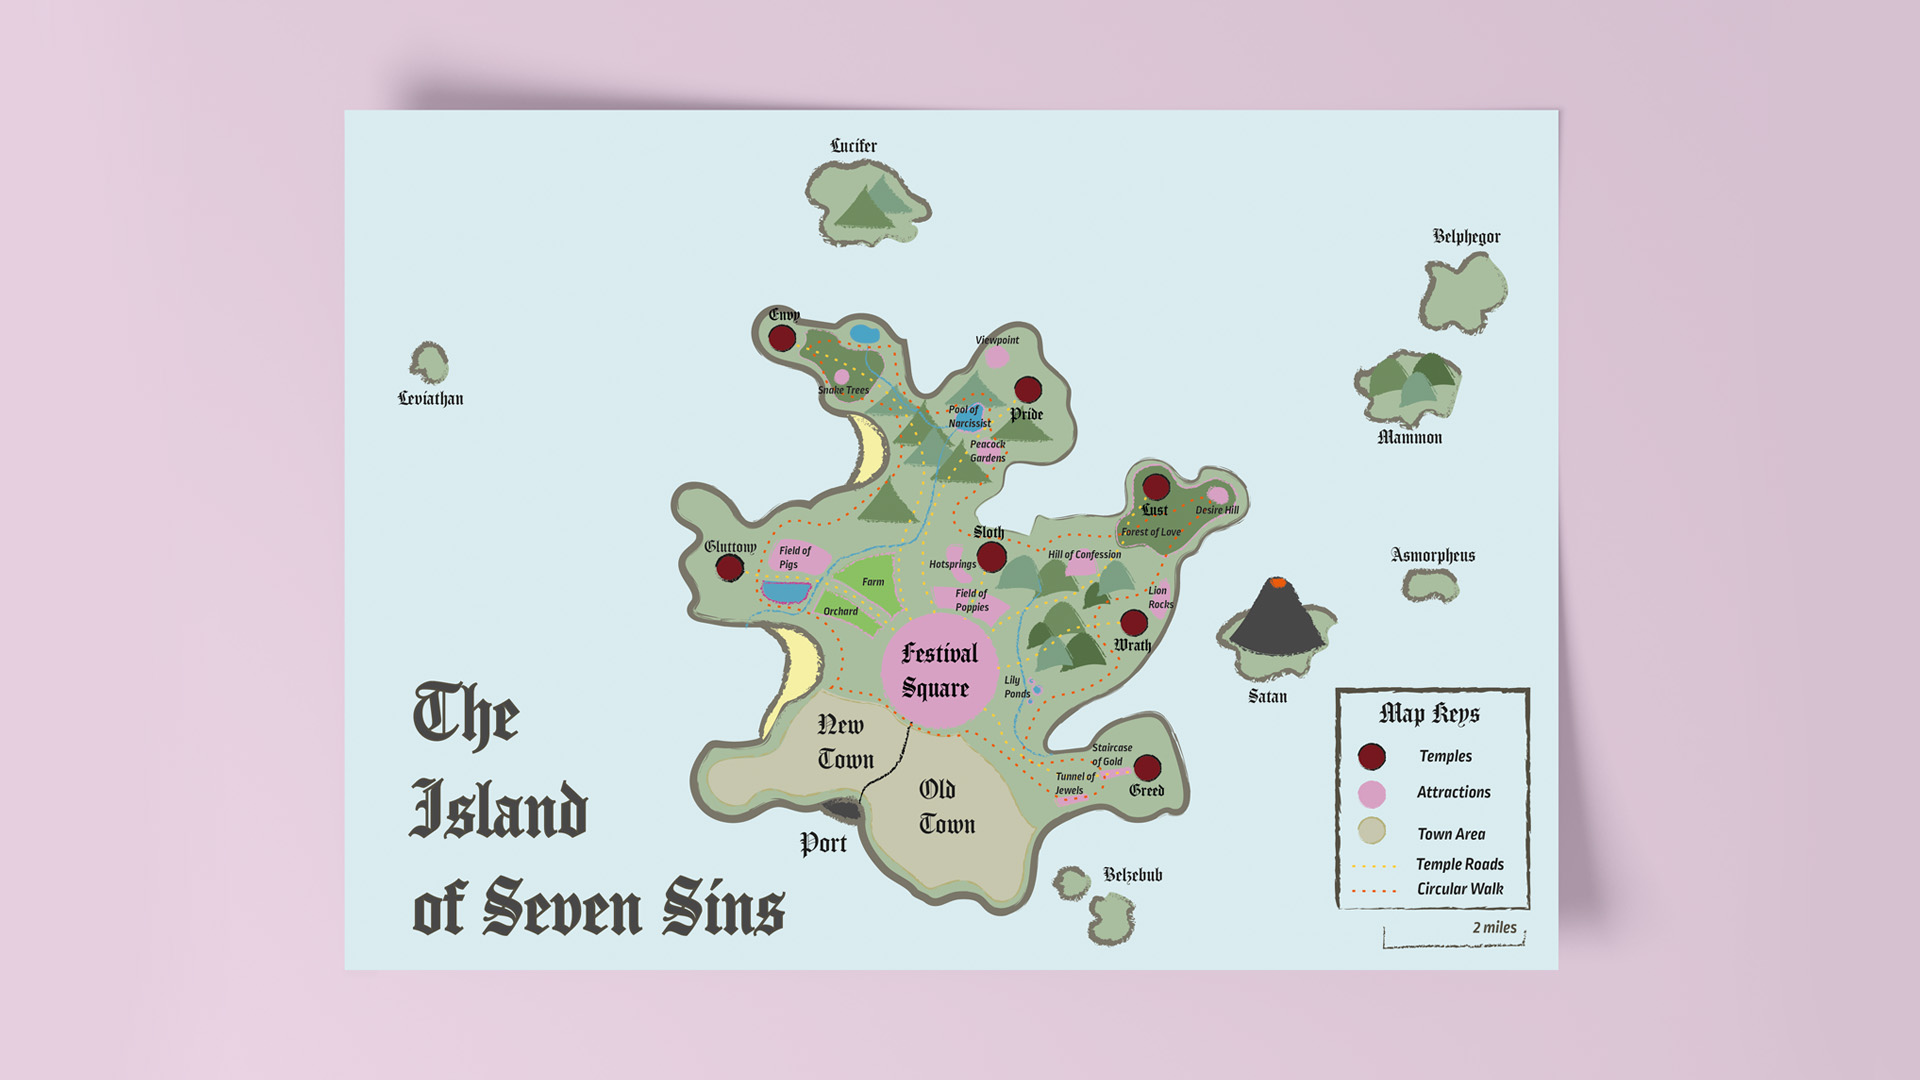 Lucifer
Belphegor
Envy
Viewpoint
Leviathan
Snake Trees
Pool of
Narcissist
Pride
Mammon
Peacock
Gardens
Lust
Desire Hill
Forest of Love
Sloth
Gluttony
Field of
Pigs
Hotsprings
Hill of Confession
Asmorpheus
Farm
Orchard
Field of
Poppies
Lion
Rocks
Wrath
Festival
Square
Lily
Ponds
Satan
The
Island
of Seven Sins
New
Town
Old
Town
Port
Staircase
of Gold
Tunnel of
Jewels
Greed
Belzebub
Map Keys
Temples
Attractions
Town Area
Temple Roads
Circular Walk
2 miles